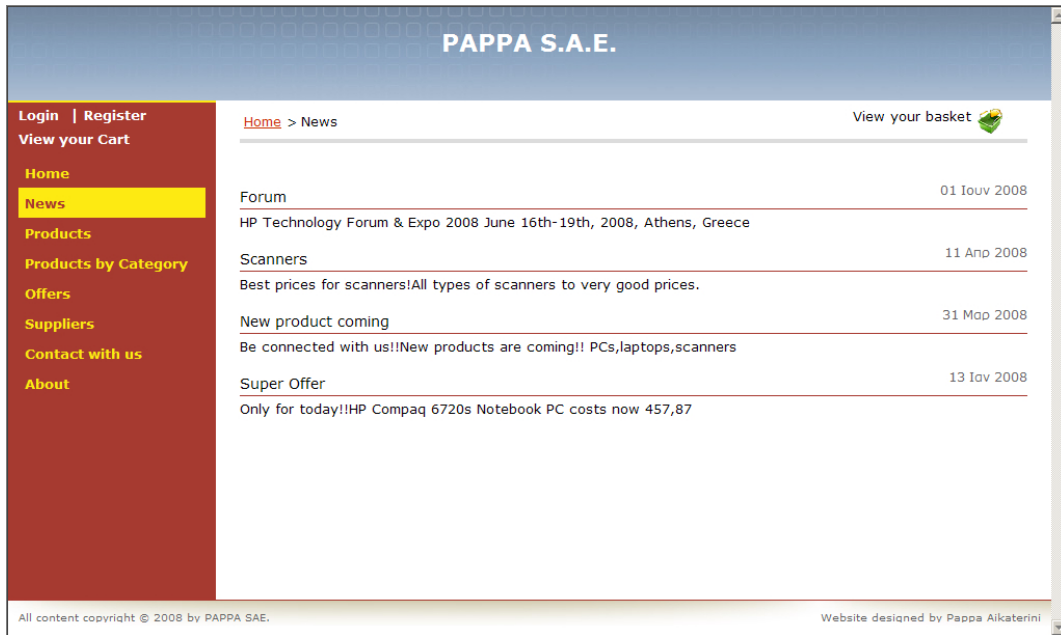 PAPPA S.A.E.
Login | Register
View your Cart
Home
News
Products
Products by Category
Offers
Suppliers
Contact with us
About
Home > News
View your basket
Forum
01 Ιουν 2008
HP Technology Forum & Expo 2008 June 16th-19th, 2008, Athens, Greece
Scanners
11 Απρ 2008
Best prices for scanners!All types of scanners to very good prices.
New product coming
31 Μαρ 2008
Be connected with us!!New products are coming!! PCs,laptops,scanners
Super Offer
13 Ιαν 2008
Only for today!!HP Compaq 6720s Notebook PC costs now 457,87
All content copyright © 2008 by PAPPA SAE.
Website designed by Pappa Aikaterini